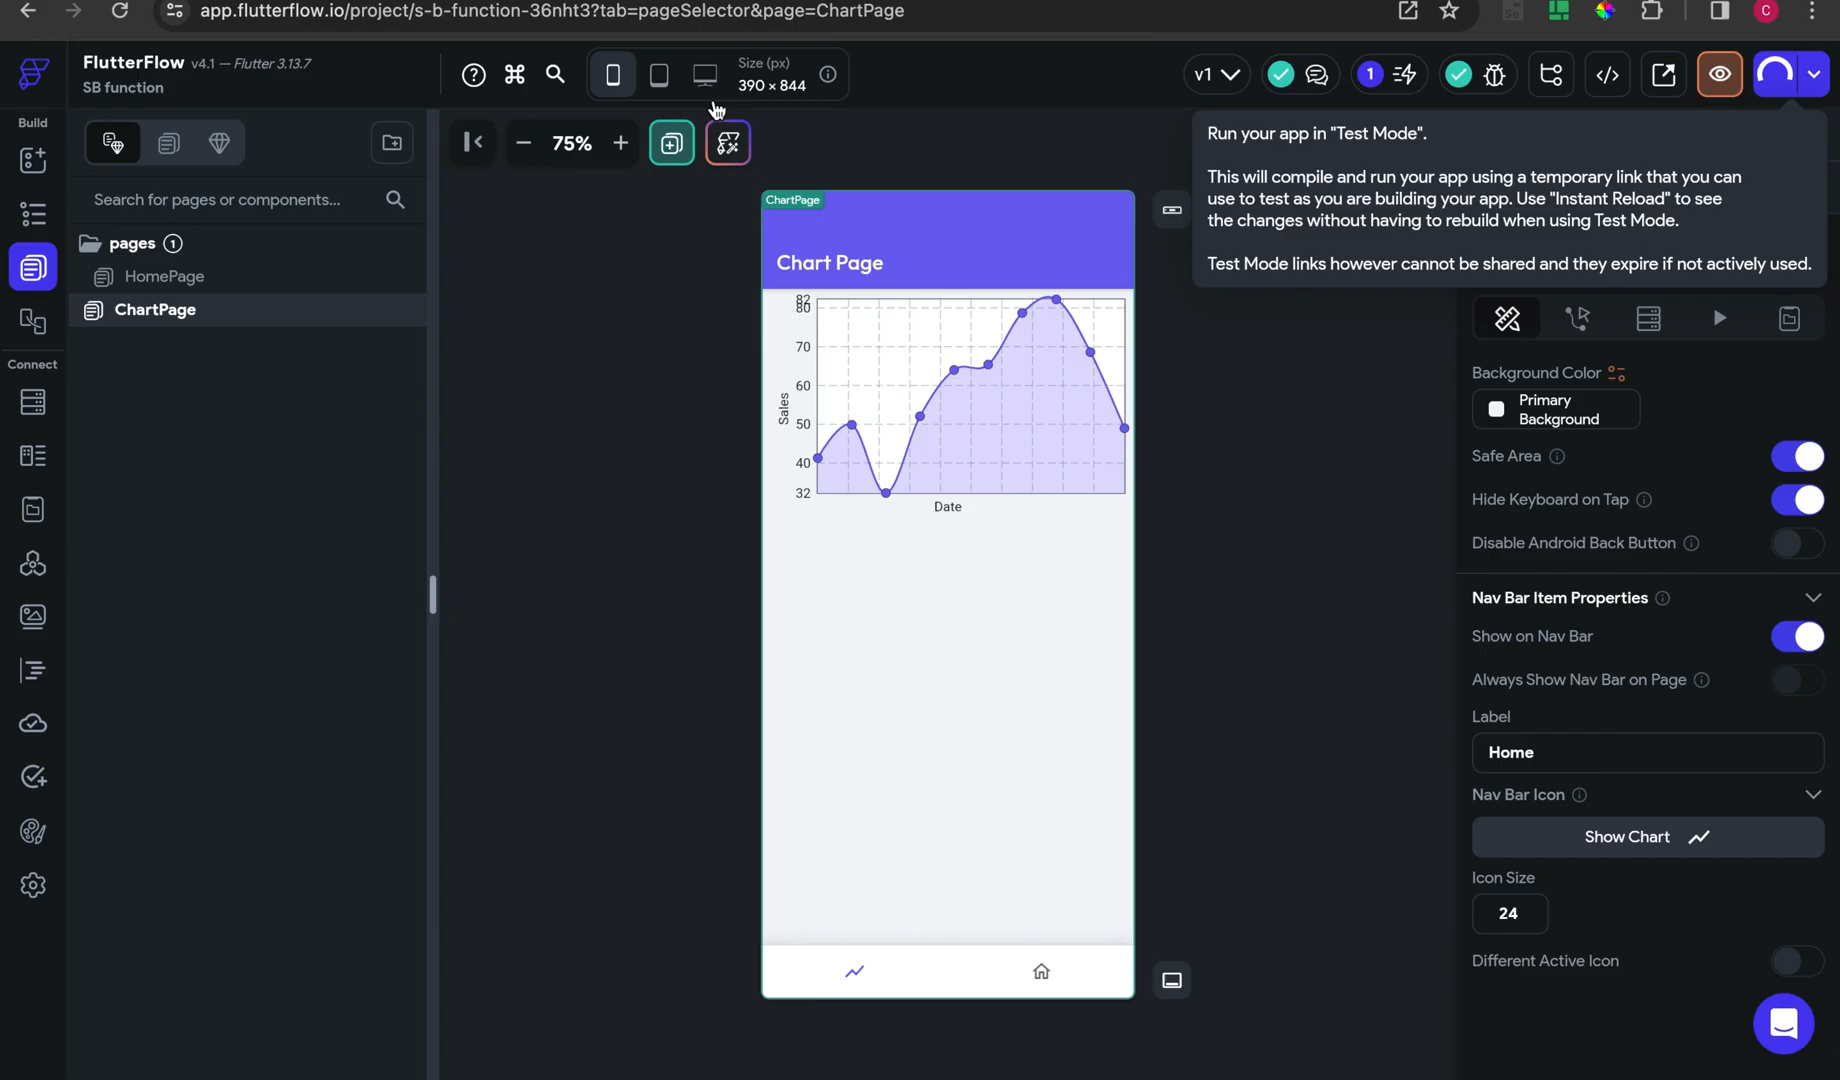 app.flutterflow.io/project/s-b-function-36nht3?tab=pageSelector&page=ChartPage
C
FlutterFlow v4.1 – Flutter 3.13.7
SB function
Size (px)
390 × 844
v1
1
Build
75%
Run your app in "Test Mode".
This will compile and run your app using a temporary link that you can
use to test as you are building your app. Use "Instant Reload" to see
the changes without having to rebuild when using Test Mode.
Test Mode links however cannot be shared and they expire if not actively used.
Search for pages or components...
pages 1
HomePage
ChartPage
Connect
ChartPage
Chart Page
82
80
70
60
50
40
32
Sales
Date
Background Color
Primary
Background
Safe Area
Hide Keyboard on Tap
Disable Android Back Button
Nav Bar Item Properties
Show on Nav Bar
Always Show Nav Bar on Page
Label
Home
Nav Bar Icon
Show Chart
Icon Size
24
Different Active Icon